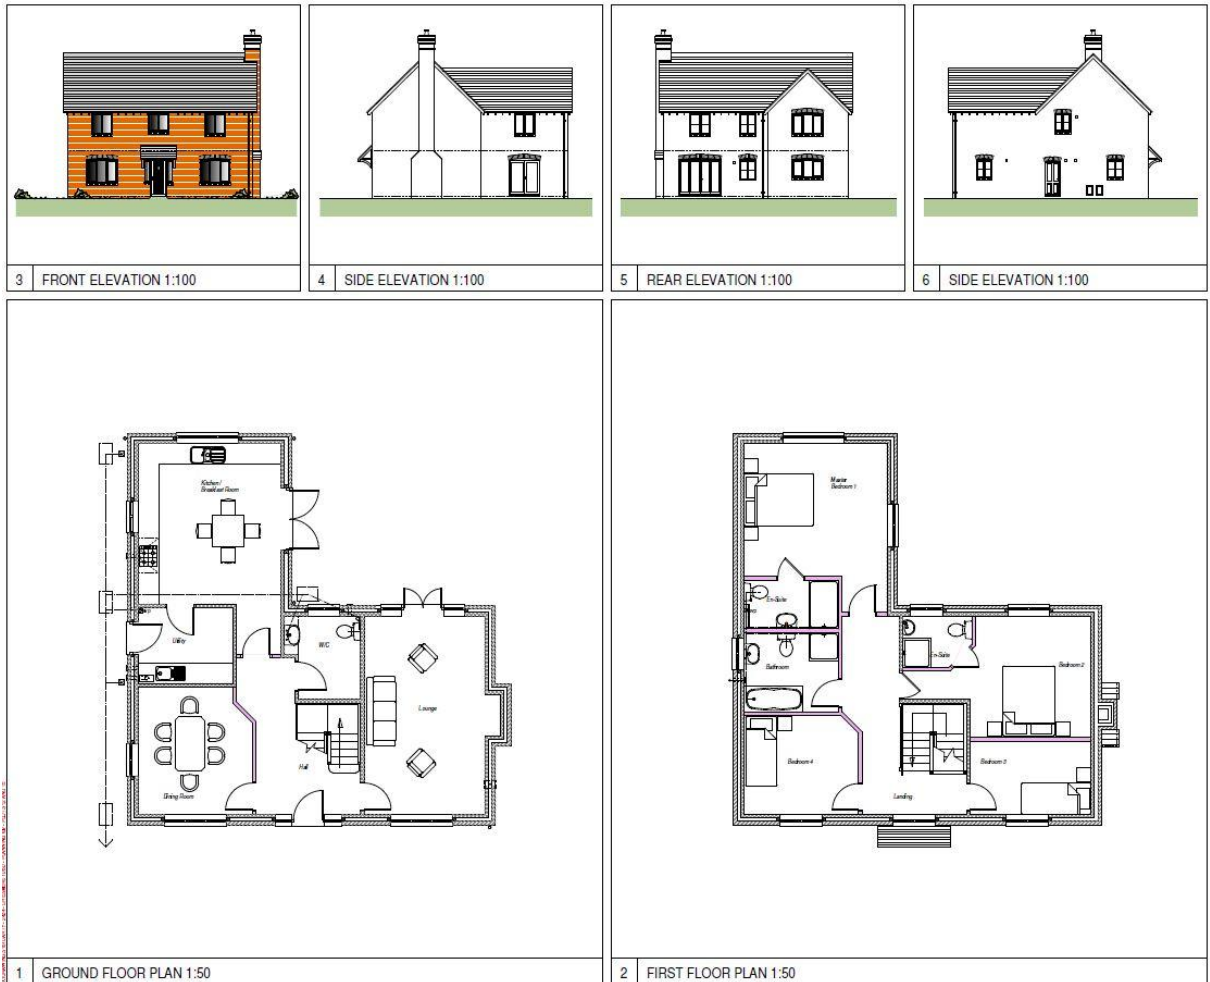 3 FRONT ELEVATION 1:100
4 SIDE ELEVATION 1:100
5 REAR ELEVATION 1:100
6 SIDE ELEVATION 1:100
Kitchen /
Breakfast Room
Utility
W/C
Lounge
Hall
Dining Room
1 GROUND FLOOR PLAN 1:50
Master
Bedroom 1
En-Suite
Bathroom
En-Suite
Bedroom 2
Bedroom 4
Bedroom 3
Landing
2 FIRST FLOOR PLAN 1:50